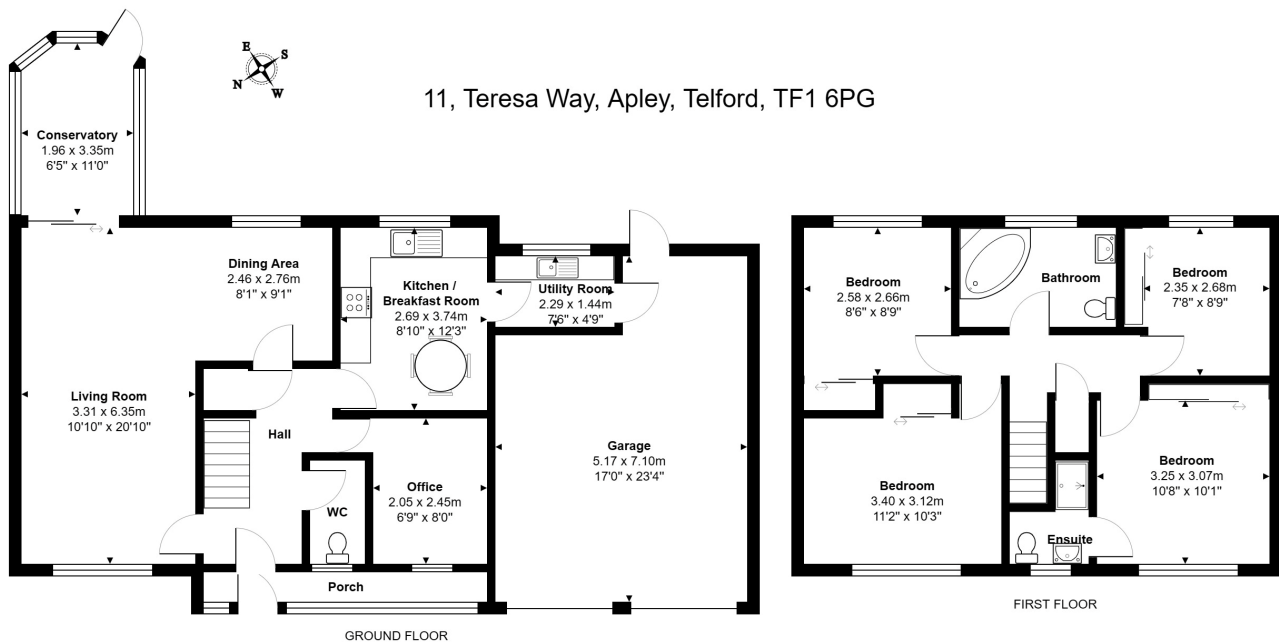 11, Teresa Way, Apley, Telford, TF1 6PG
E
S
N
W
Conservatory
1.96 x 3.35m
6'5" x 11'0"
Dining Area
2.46 x 2.76m
8'1" x 9'1"
Kitchen /
Breakfast Room
2.69 x 3.74m
8'10" x 12'3"
Utility Room
2.29 x 1.44m
7'6" x 4'9"
Living Room
3.31 x 6.35m
10'10" x 20'10"
Hall
WC
Office
2.05 x 2.45m
6'9" x 8'0"
Garage
5.17 x 7.10m
17'0" x 23'4"
Porch
GROUND FLOOR
Bedroom
2.58 x 2.66m
8'6" x 8'9"
Bathroom
Bedroom
2.35 x 2.68m
7'8" x 8'9"
Bedroom
3.40 x 3.12m
11'2" x 10'3"
Bedroom
3.25 x 3.07m
10'8" x 10'1"
Ensuite
FIRST FLOOR